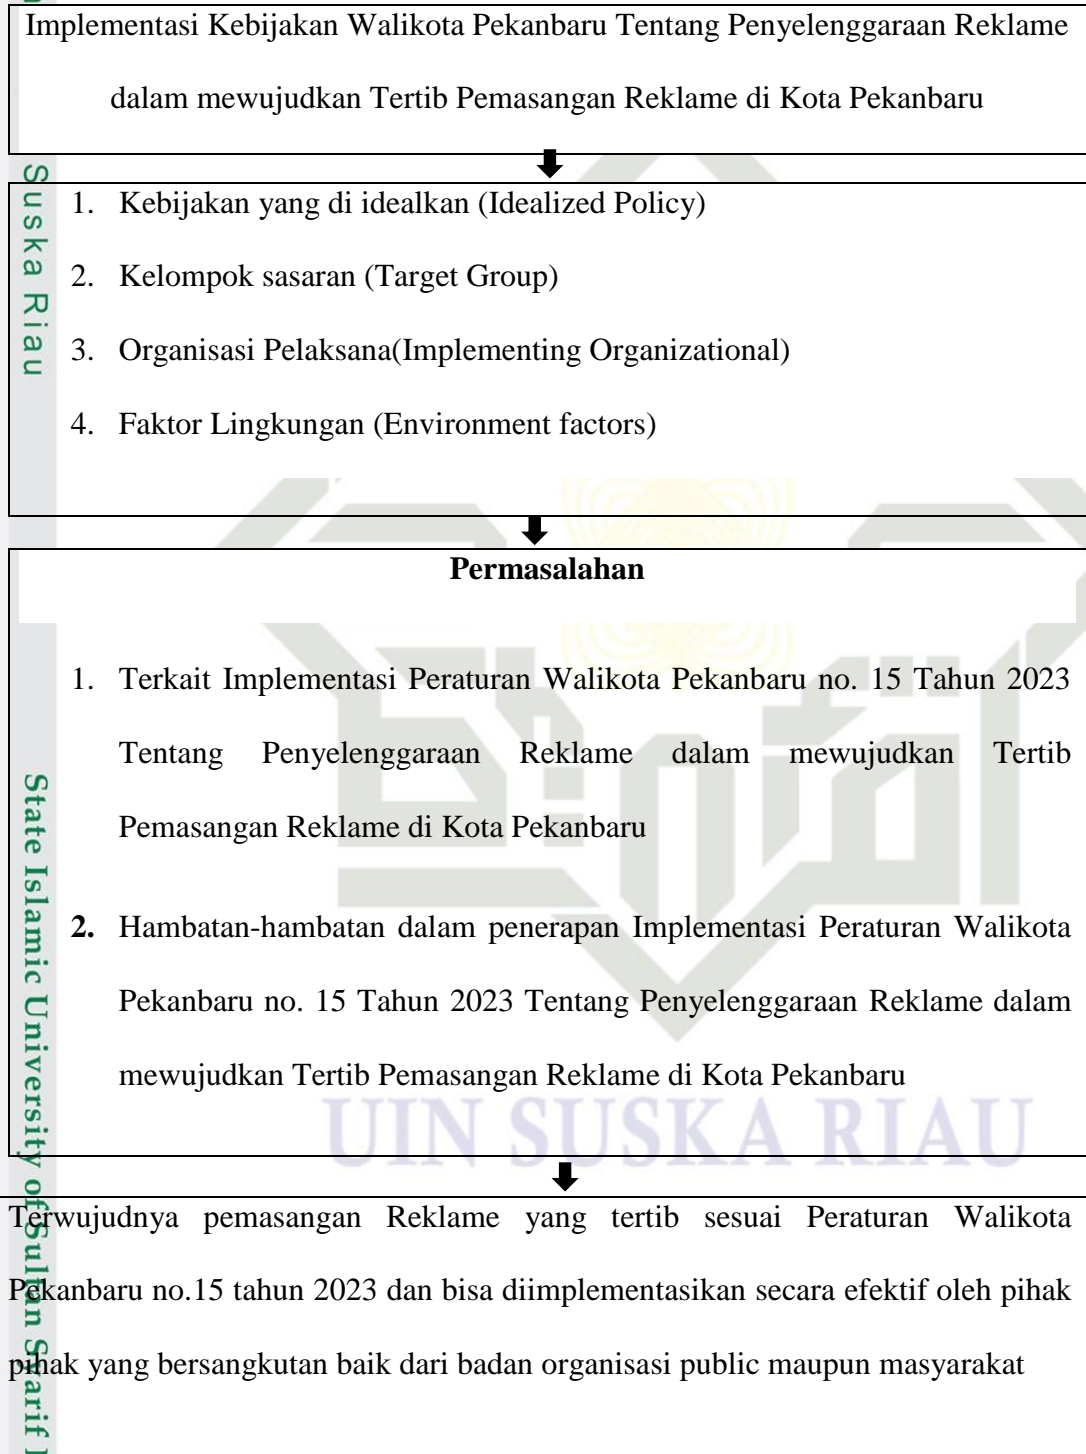 Implementasi Kebijakan Walikota Pekanbaru Tentang Penyelenggaraan Reklame
dalam mewujudkan Tertib Pemasangan Reklame di Kota Pekanbaru
1. Kebijakan yang di idealkan (Idealized Policy)
2. Kelompok sasaran (Target Group)
3. Organisasi Pelaksana(Implementing Organizational)
4. Faktor Lingkungan (Environment factors)
Permasalahan
1. Terkait Implementasi Peraturan Walikota Pekanbaru no. 15 Tahun 2023
Tentang Penyelenggaraan Reklame dalam mewujudkan Tertib
Pemasangan Reklame di Kota Pekanbaru
2. Hambatan-hambatan dalam penerapan Implementasi Peraturan Walikota
Pekanbaru no. 15 Tahun 2023 Tentang Penyelenggaraan Reklame dalam
mewujudkan Tertib Pemasangan Reklame di Kota Pekanbaru
UIN SUSKA RIAU
Terwujudnya pemasangan Reklame yang tertib sesuai Peraturan Walikota
Pekanbaru no.15 tahun 2023 dan bisa diimplementasikan secara efektif oleh pihak
pihak yang bersangkutan baik dari badan organisasi public maupun masyarakat
Suska Riau
State Islamic University of Sultan Syarif